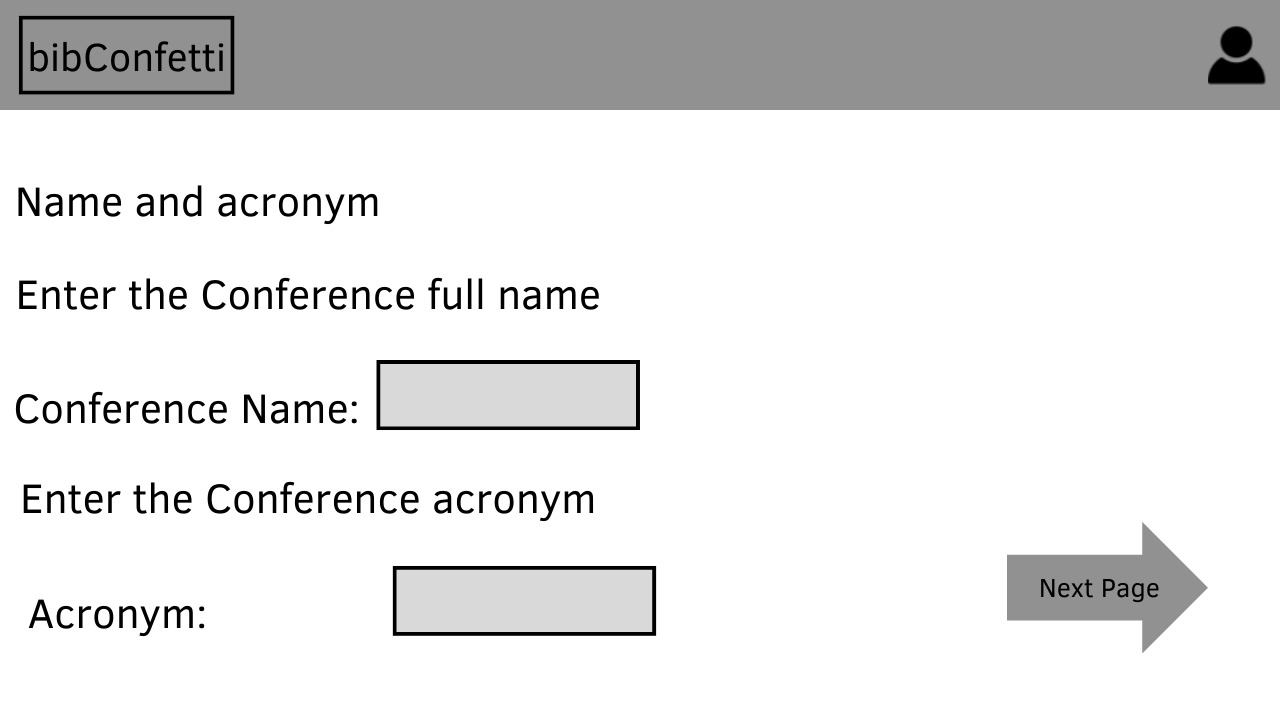 bibConfetti
Name and acronym
Enter the Conference full name
Conference Name:
Enter the Conference acronym
Acronym:
Next Page